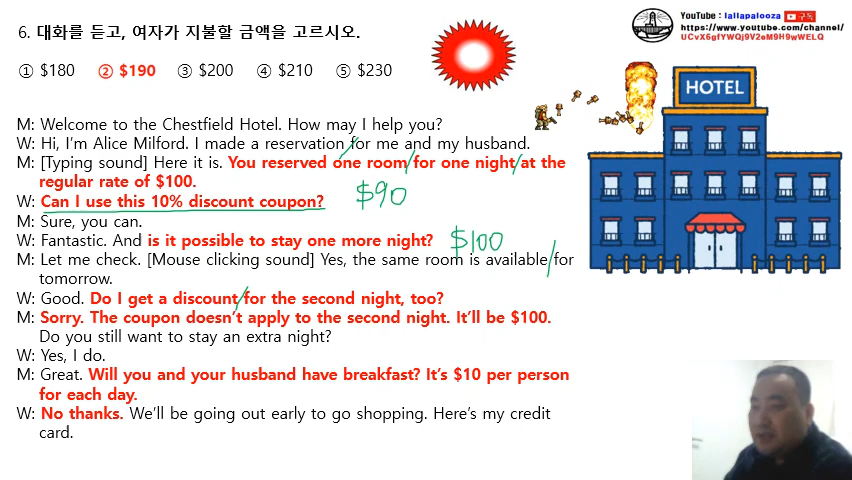 6. 대화를 듣고, 여자가 지불할 금액을 고르시오.
① $180 ② $190 ③ $200 ④ $210 ⑤ $230
M: Welcome to the Chestfield Hotel. How may I help you?
W: Hi, I'm Alice Milford. I made a reservation for me and my husband.
M: [Typing sound] Here it is. You reserved one room/for one night/at the
regular rate of $100.
W: Can I use this 10% discount coupon?
$90
M: Sure, you can.
W: Fantastic. And is it possible to stay one more night?
$100
M: Let me check. [Mouse clicking sound] Yes, the same room is available/for
tomorrow.
W: Good. Do I get a discount/for the second night, too?
M: Sorry. The coupon doesn't apply to the second night. It'll be $100.
Do you still want to stay an extra night?
W: Yes, I do.
M: Great. Will you and your husband have breakfast? It's $10 per person
for each day.
W: No thanks. We'll be going out early to go shopping. Here's my credit
card.
YouTube : lallapalooza 구독
https://www.youtube.com/channel/
UCvX6gfYWQj9V2eM9H9wWELQ
HOTEL